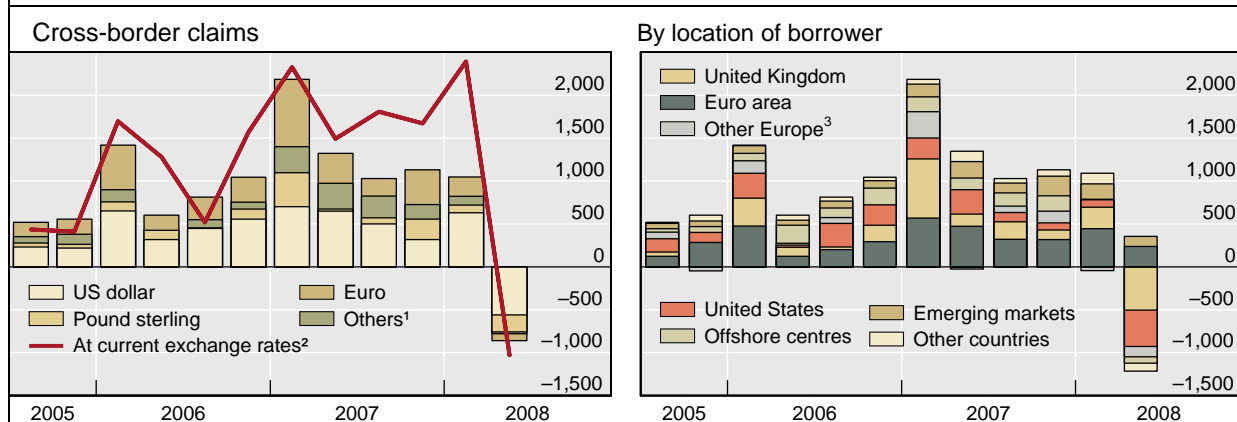 Cross-border claims
2,000
1,500
1,000
500
0
–500
–1,000
–1,500
US dollar
Euro
Pound sterling
Others¹
At current exchange rates²
2005
2006
2007
2008
By location of borrower
United Kingdom
Euro area
Other Europe³
2,000
1,500
1,000
500
0
–500
–1,000
–1,500
United States
Emerging markets
Offshore centres
Other countries
2005
2006
2007
2008